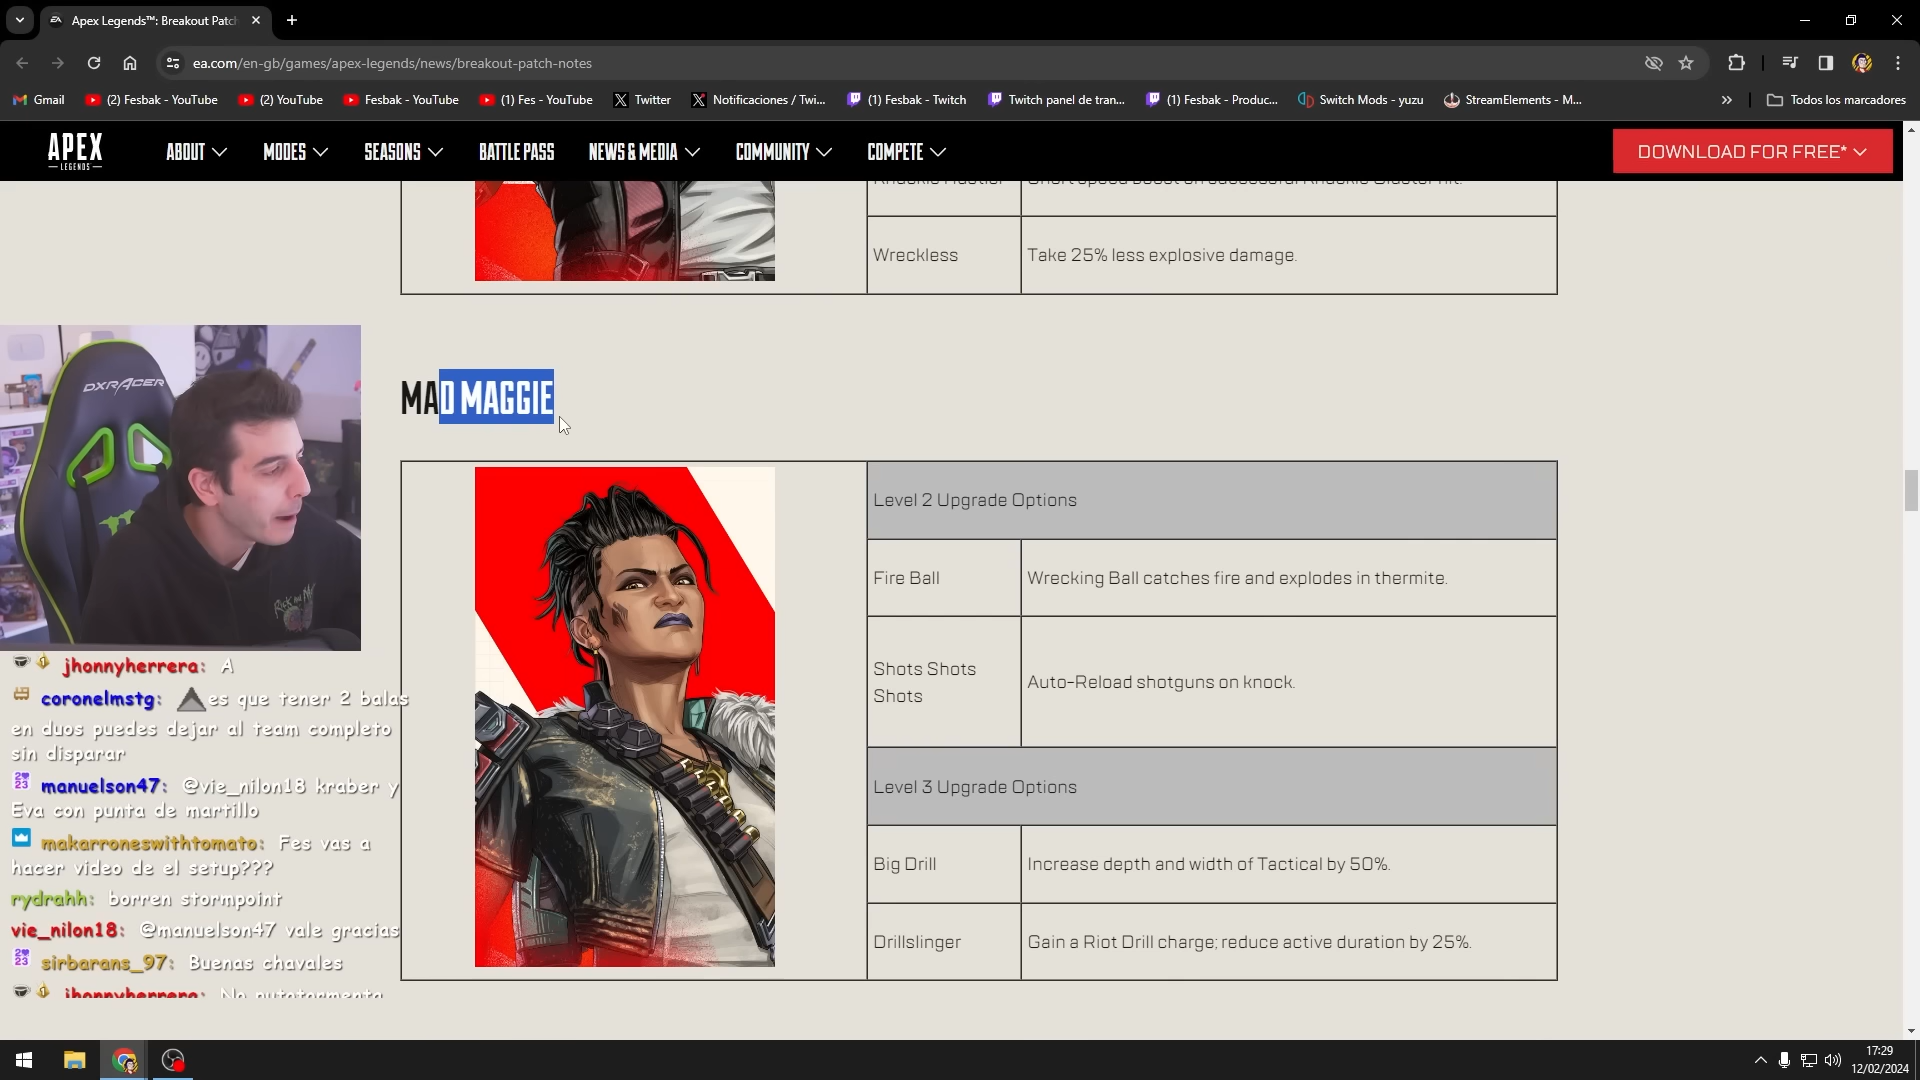 Apex Legends™: Breakout Patch
ea.com/en-gb/games/apex-legends/news/breakout-patch-notes
Gmail
(2) Fesbak - YouTube
(2) YouTube
Fesbak - YouTube
(1) Fes - YouTube
Twitter
Notificaciones / Twi...
(1) Fesbak - Twitch
Twitch panel de tran...
(1) Fesbak - Produc...
Switch Mods - yuzu
StreamElements - M...
Todos los marcadores
APEX
LEGENDS
ABOUT
MODES
SEASONS
BATTLE PASS
NEWS & MEDIA
COMMUNITY
COMPETE
DOWNLOAD FOR FREE*
Wreckless
Take 25% less explosive damage.
MAD MAGGIE
Level 2 Upgrade Options
Fire Ball
Wrecking Ball catches fire and explodes in thermite.
Shots Shots
Shots
Auto-Reload shotguns on knock.
Level 3 Upgrade Options
Big Drill
Increase depth and width of Tactical by 50%.
Drillslinger
Gain a Riot Drill charge; reduce active duration by 25%.
DXRACER
jhonnyherrera: A
coronelmstg: es que tener 2 balas
en duos puedes dejar al team completo
sin disparar
manuelson47: @vie_nilon18 kraber y
Eva con punta de martillo
makarroneswithtomato: Fes vas a
hacer video de el setup???
rydrahh: borren stormpoint
vie_nilon18: @manuelson47 vale gracias
sirbarans_97: Buenas chavales
jhonnyherrera:
17:29
12/02/2024